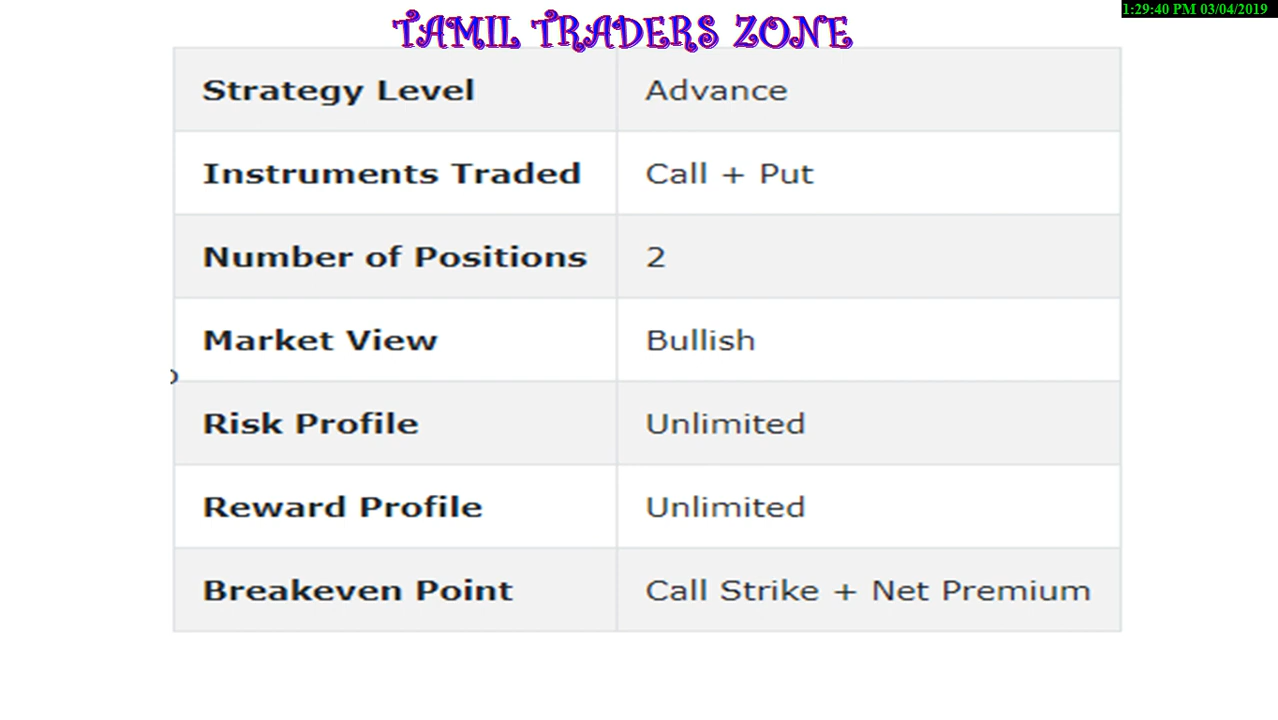 1:29:40 PM 03/04/2019
TAMIL TRADERS ZONE
Strategy Level Advance
Instruments Traded Call + Put
Number of Positions 2
Market View Bullish
Risk Profile Unlimited
Reward Profile Unlimited
Breakeven Point Call Strike + Net Premium